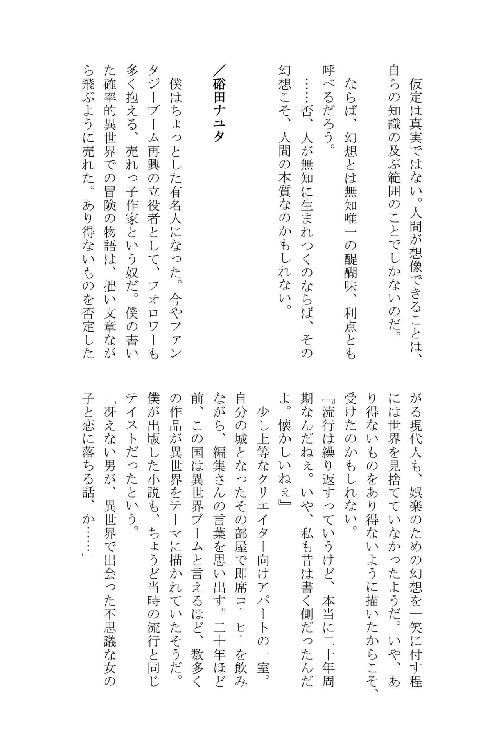 仮定は真実ではない。人間が想像できることは、
自らの知識の及ぶ範囲のことでしかないのだ。
ならば、幻想とは無知唯一の醍醐味、利点とも
呼べるだろう。
……否、人が無知に生まれつくのならば、その
幻想こそ、人間の本質なのかもしれない。
／硲田ナユタ
僕はちょっとした有名人になった。今やファン
タジーブーム再興の立役者として、フォロワーも
多く抱える、売れっ子作家という奴だ。僕の書い
た確率的異世界での冒険の物語は、拙い文章なが
ら飛ぶように売れた。あり得ないものを否定した
がる現代人も、娯楽のための幻想を一笑に付す程
には世界を見捨てていなかったようだ。いや、あ
り得ないものをあり得ないように描いたからこそ、
受けたのかもしれない。
『流行は繰り返すっていうけど、本当に二十年周
期なんだねぇ。いや、私も昔は書く側だったんだ
よ。懐かしいねぇ』
少し上等なクリエイター向けアパートの一室。
自分の城となったその部屋で即席コーヒーを飲み
ながら、編集さんの言葉を思い出す。二十年ほど
前、この国は異世界ブームと言えるほど、数多く
の作品が異世界をテーマに描かれていたそうだ。
僕が出版した小説も、ちょうど当時の流行と同じ
テイストだったという。
「冴えない男が、異世界で出会った不思議な女の
子と恋に落ちる話、か……」